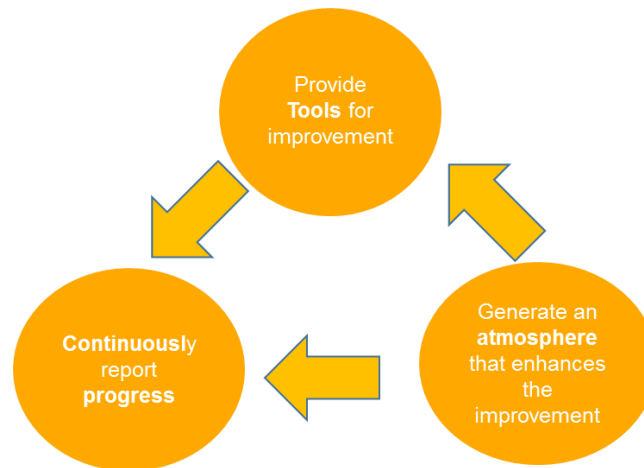 Provide
Tools for
improvement
Continuously
report
progress
Generate an
atmosphere
that enhances
the
improvement